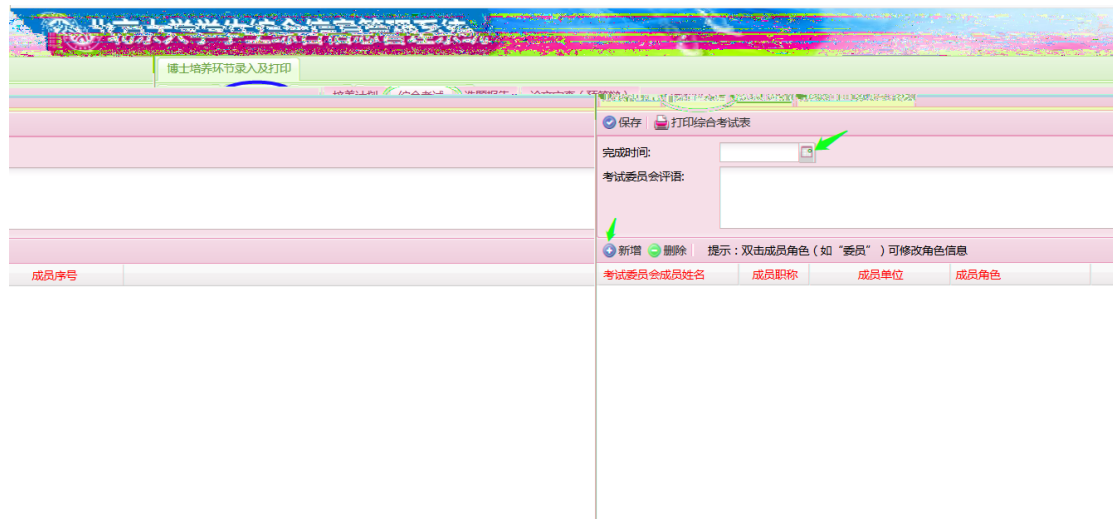 博士培养环节录入及打印
综合考试
保存 打印综合考试表
完成时间:
考试委员会评语:
新增 删除 提示:双击成员角色(如“委员”)可修改角色信息
成员序号 考试委员会成员姓名 成员职称 成员单位 成员角色